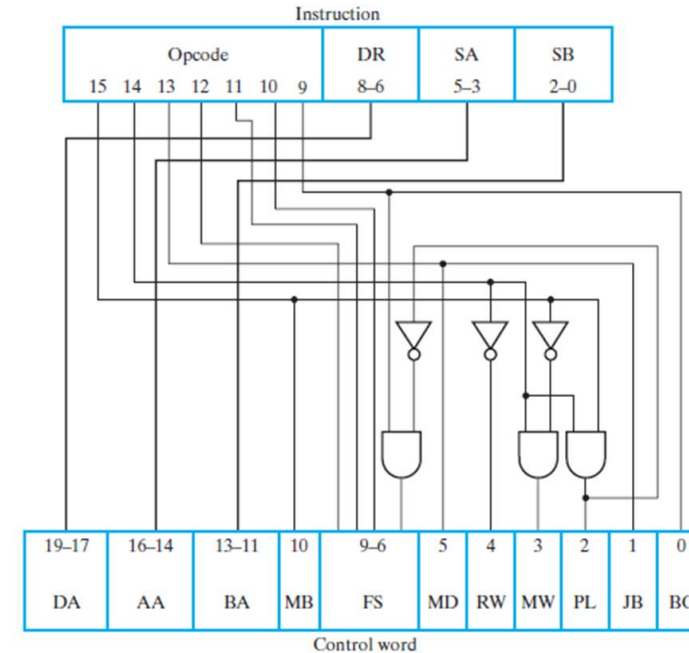 Instruction
Opcode DR SA SB
15 14 13 12 11 10 9 8–6 5–3 2–0
19–17 16–14 13–11 10 9–6 5 4 3 2 1 0
DA AA BA MB FS MD RW MW PL JB
Control word